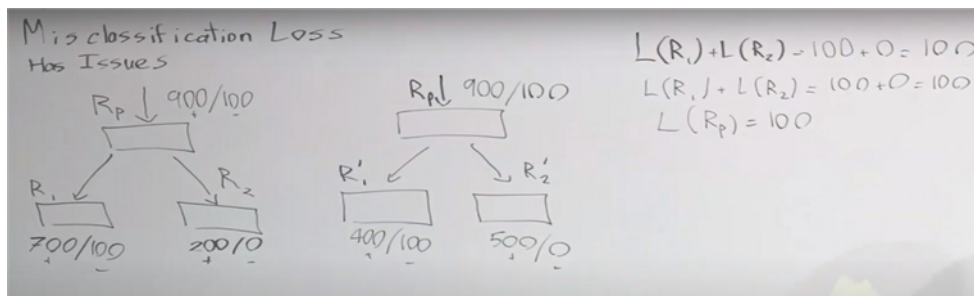 Misclassification Loss
Has Issues
Rp 900/100
+ -
R1 R2
700/100 200/0
+ - + -
Rp 900/100
R'1 R'2
400/100 500/0
+ - + -
L(R1)+L(R2) = 100+0 = 100
L(R1)+L(R2) = 100+0 = 100
L(Rp) = 100